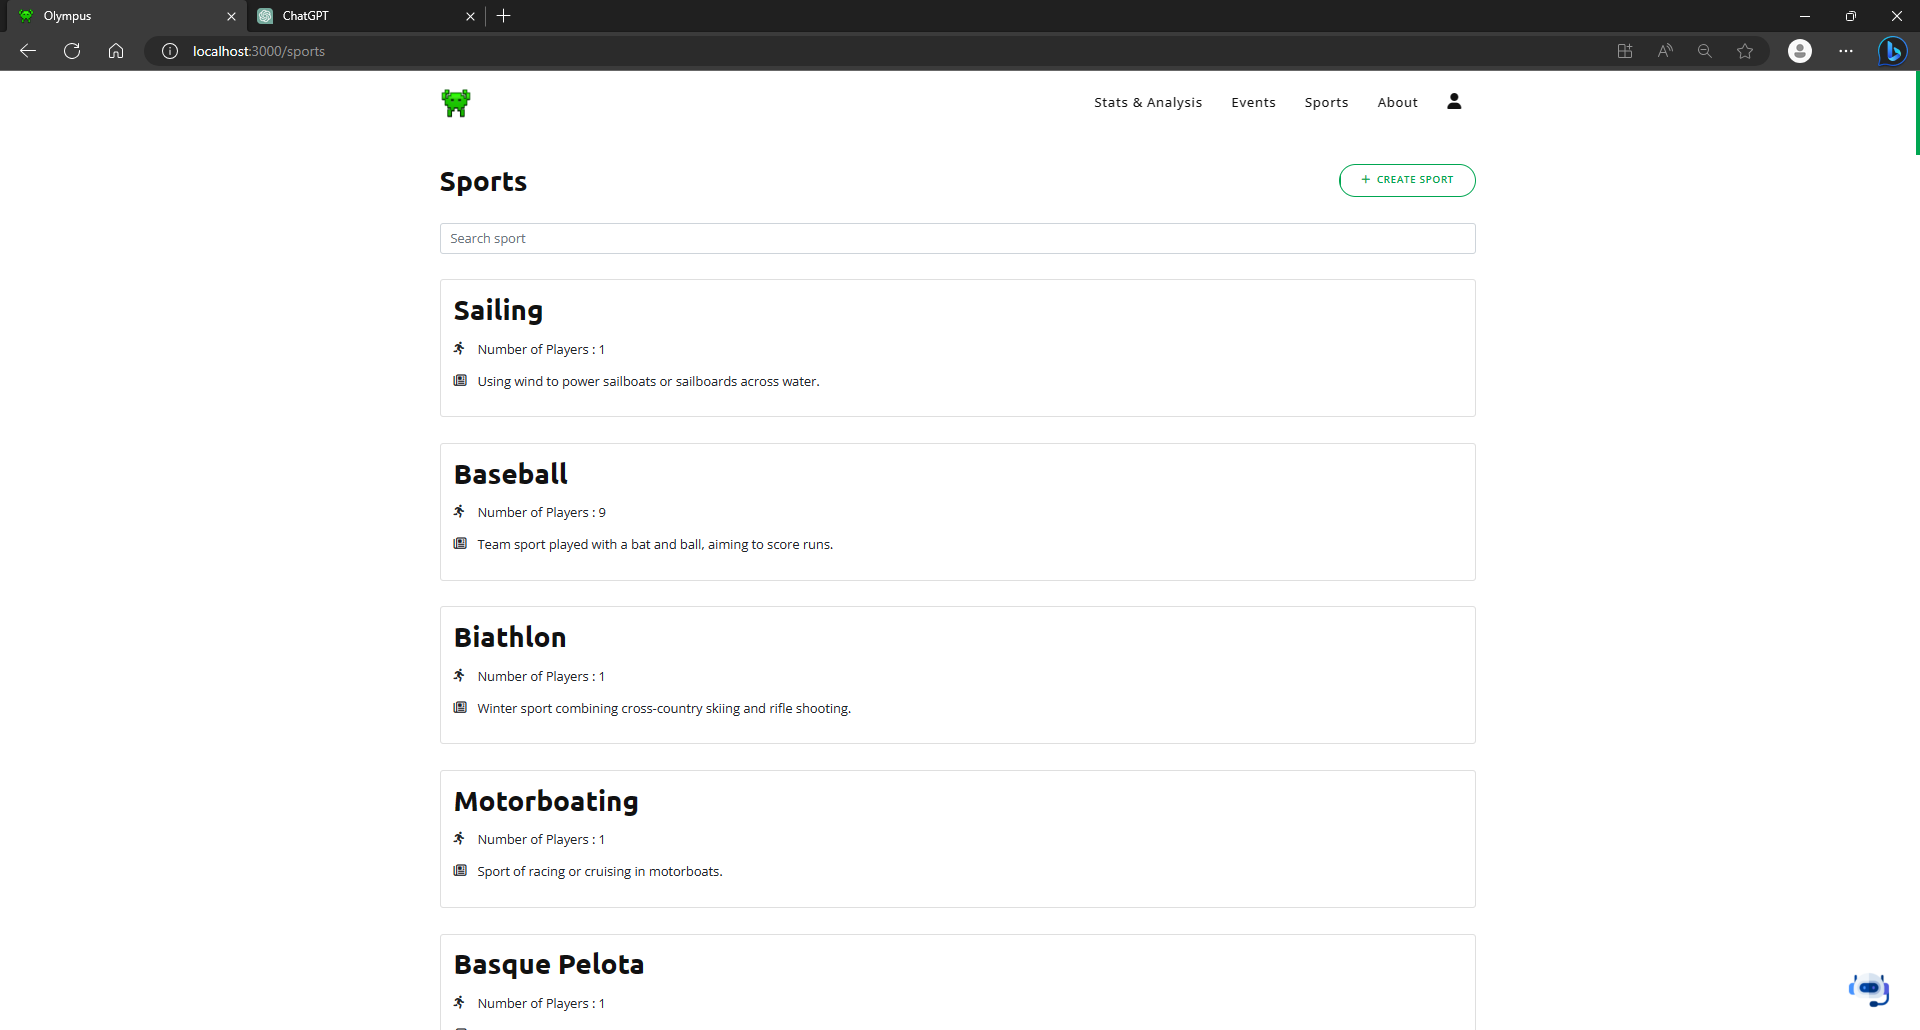 Olympus
ChatGPT
localhost:3000/sports
Stats & Analysis Events Sports About
Sports
+ CREATE SPORT
Search sport
Sailing
Number of Players : 1
Using wind to power sailboats or sailboards across water.
Baseball
Number of Players : 9
Team sport played with a bat and ball, aiming to score runs.
Biathlon
Number of Players : 1
Winter sport combining cross-country skiing and rifle shooting.
Motorboating
Number of Players : 1
Sport of racing or cruising in motorboats.
Basque Pelota
Number of Players : 1